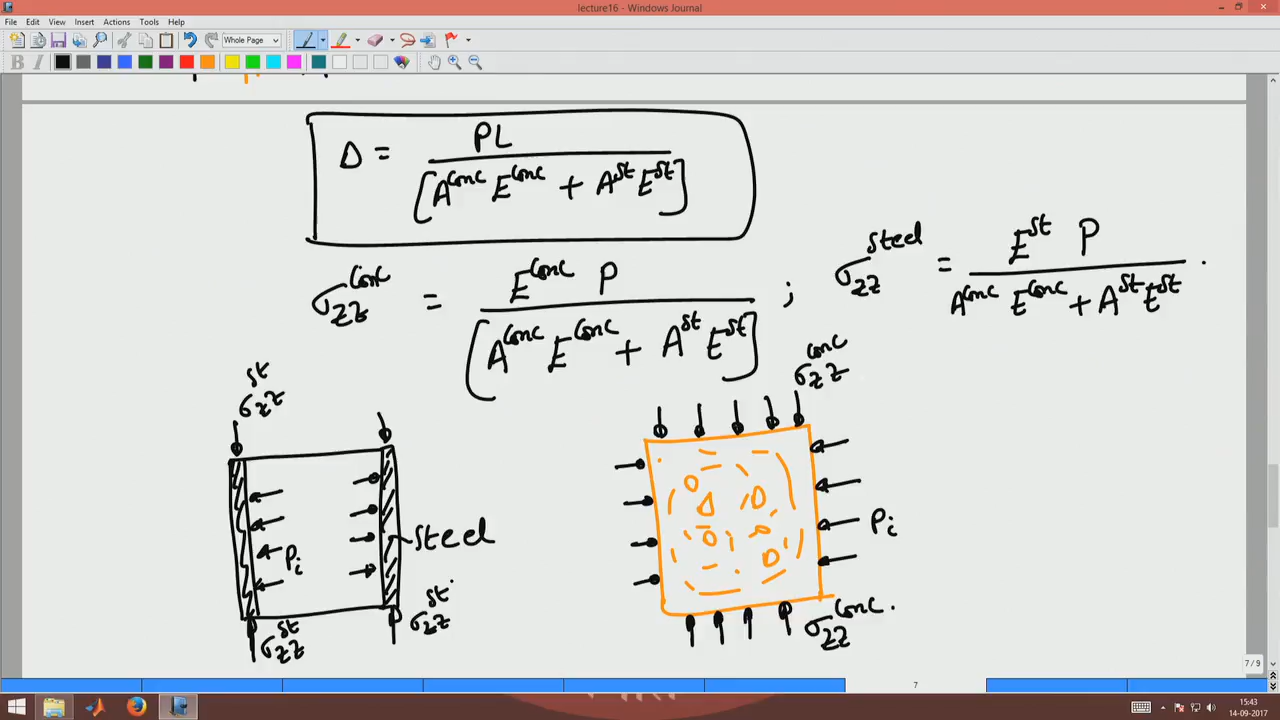 lecture16 - Windows Journal
File Edit View Insert Actions Tools Help
Whole Page
B I
Δ = PL / [A^conc E^conc + A^st E^st]
σ_zz^conc = E^conc P / [A^conc E^conc + A^st E^st] ; σ_zz^steel = E^st P / A^conc E^conc + A^st E^st .
σ_zz^st
σ_zz^conc
Steel
P_i
P_i
σ_zz^st
σ_zz^st
σ_zz^conc.
7 / 9
7
15:43
14-09-2017